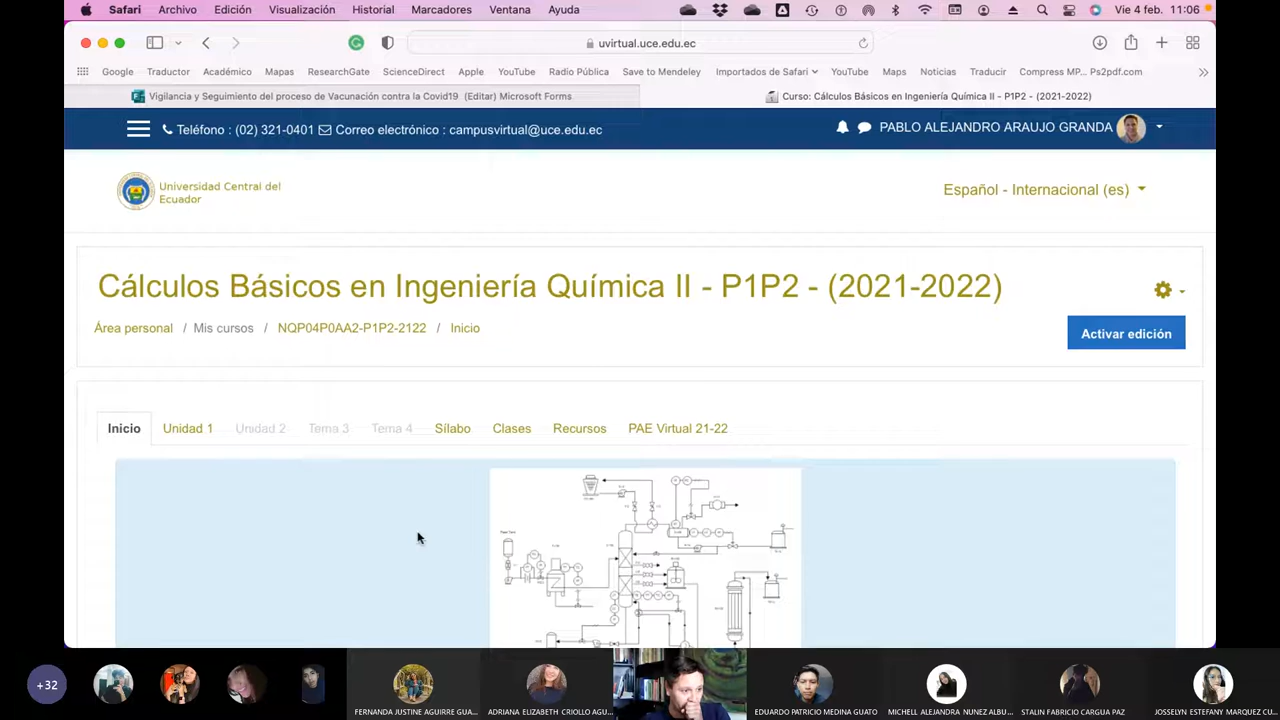 Safari Archivo Edición Visualización Historial Marcadores Ventana Ayuda Vie 4 feb. 11:06
uvirtual.uce.edu.ec
Google Traductor Académico Mapas ResearchGate ScienceDirect Apple YouTube Radio Pública Save to Mendeley Importados de Safari YouTube Maps Noticias Traducir Compress MP... Ps2pdf.com
Vigilancia y Seguimiento del proceso de Vacunación contra la Covid19 (Editar) Microsoft Forms
Curso: Cálculos Básicos en Ingeniería Química II - P1P2 - (2021-2022)
Teléfono : (02) 321-0401 Correo electrónico : campusvirtual@uce.edu.ec
PABLO ALEJANDRO ARAUJO GRANDA
Universidad Central del
Ecuador
Español - Internacional (es)
Cálculos Básicos en Ingeniería Química II - P1P2 - (2021-2022)
Área personal / Mis cursos / NQP04P0AA2-P1P2-2122 / Inicio
Activar edición
Inicio Unidad 1 Unidad 2 Tema 3 Tema 4 Sílabo Clases Recursos PAE Virtual 21-22
+32
FERNANDA JUSTINE AGUIRRE GUA...
ADRIANA ELIZABETH CRIOLLO AGU...
EDUARDO PATRICIO MEDINA GUATO
MICHELL ALEJANDRA NUNEZ ALBU...
STALIN FABRICIO CARGUA PAZ
JOSSELYN ESTEFANY MARQUEZ CU...